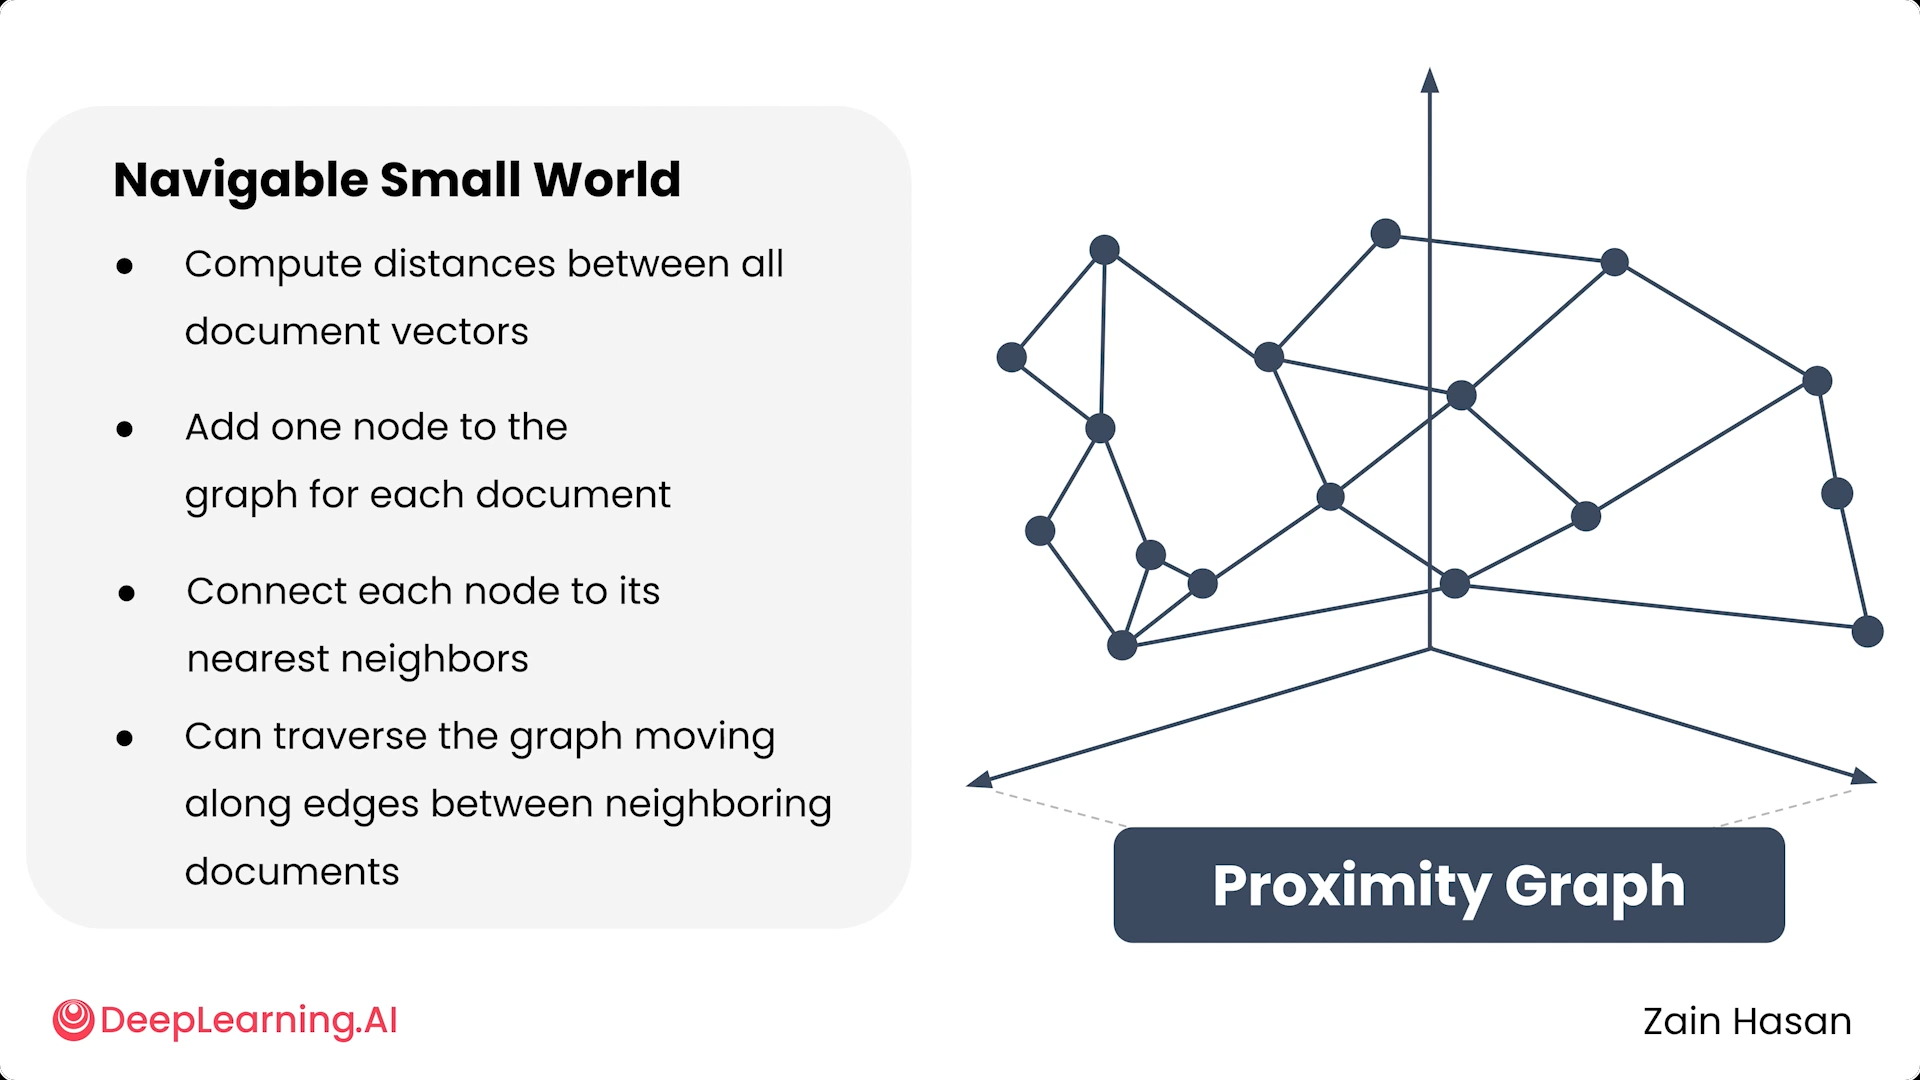 Navigable Small World
● Compute distances between all
document vectors
● Add one node to the
graph for each document
● Connect each node to its
nearest neighbors
● Can traverse the graph moving
along edges between neighboring
documents
Proximity Graph
DeepLearning.AI
Zain Hasan